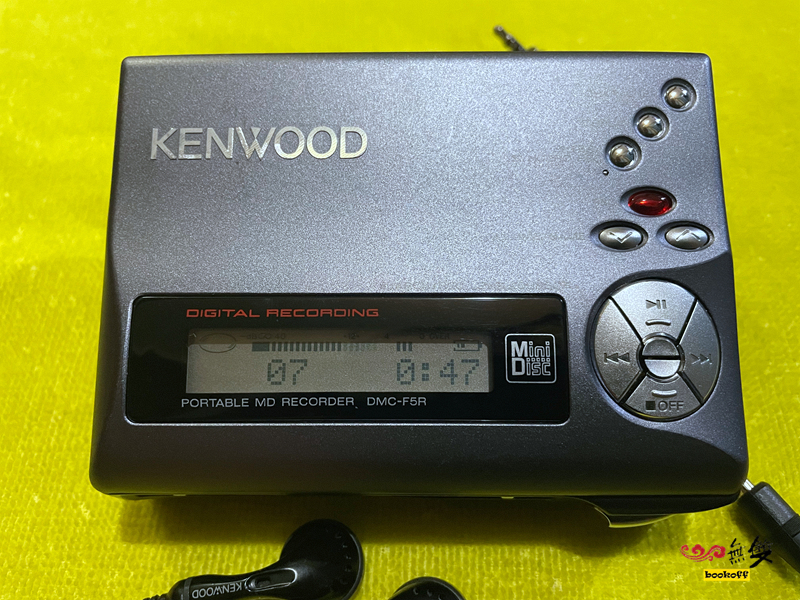 KENWOOD
DIGITAL RECORDING
07 0:47
Mini
Disc
PORTABLE MD RECORDER DMC-F5R
OFF
KENWOOD
bookoff